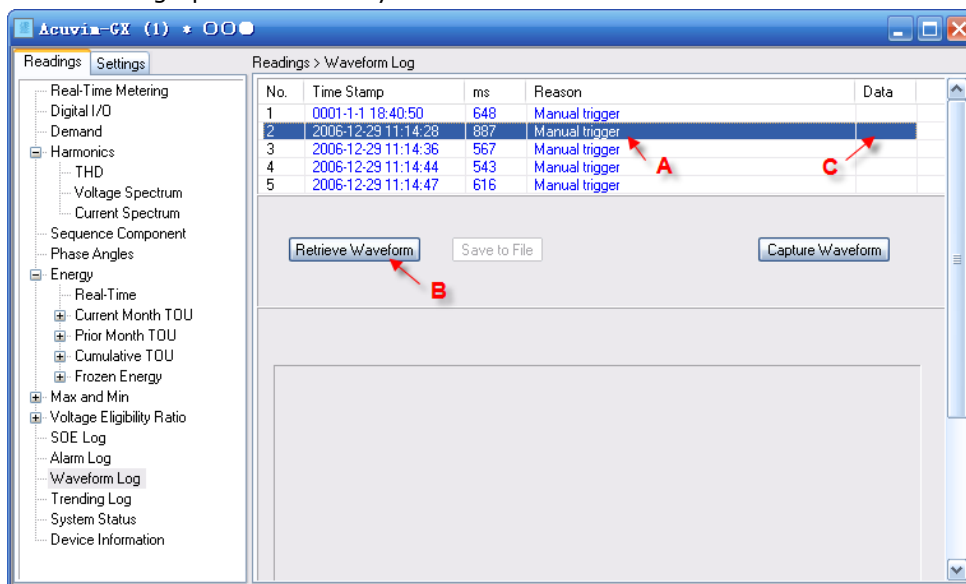 Acuvim-GX (1) *
Readings Settings
Readings > Waveform Log
Real-Time Metering
Digital I/O
Demand
Harmonics
THD
Voltage Spectrum
Current Spectrum
Sequence Component
Phase Angles
Energy
Real-Time
Current Month TOU
Prior Month TOU
Cumulative TOU
Frozen Energy
Max and Min
Voltage Eligibility Ratio
SOE Log
Alarm Log
Waveform Log
Trending Log
System Status
Device Information
No. Time Stamp ms Reason Data
1 0001-1-1 18:40:50 648 Manual trigger
2 2006-12-29 11:14:28 887 Manual trigger
3 2006-12-29 11:14:36 567 Manual trigger
4 2006-12-29 11:14:44 543 Manual trigger
5 2006-12-29 11:14:47 616 Manual trigger
A
C
Retrieve Waveform Save to File Capture Waveform
B